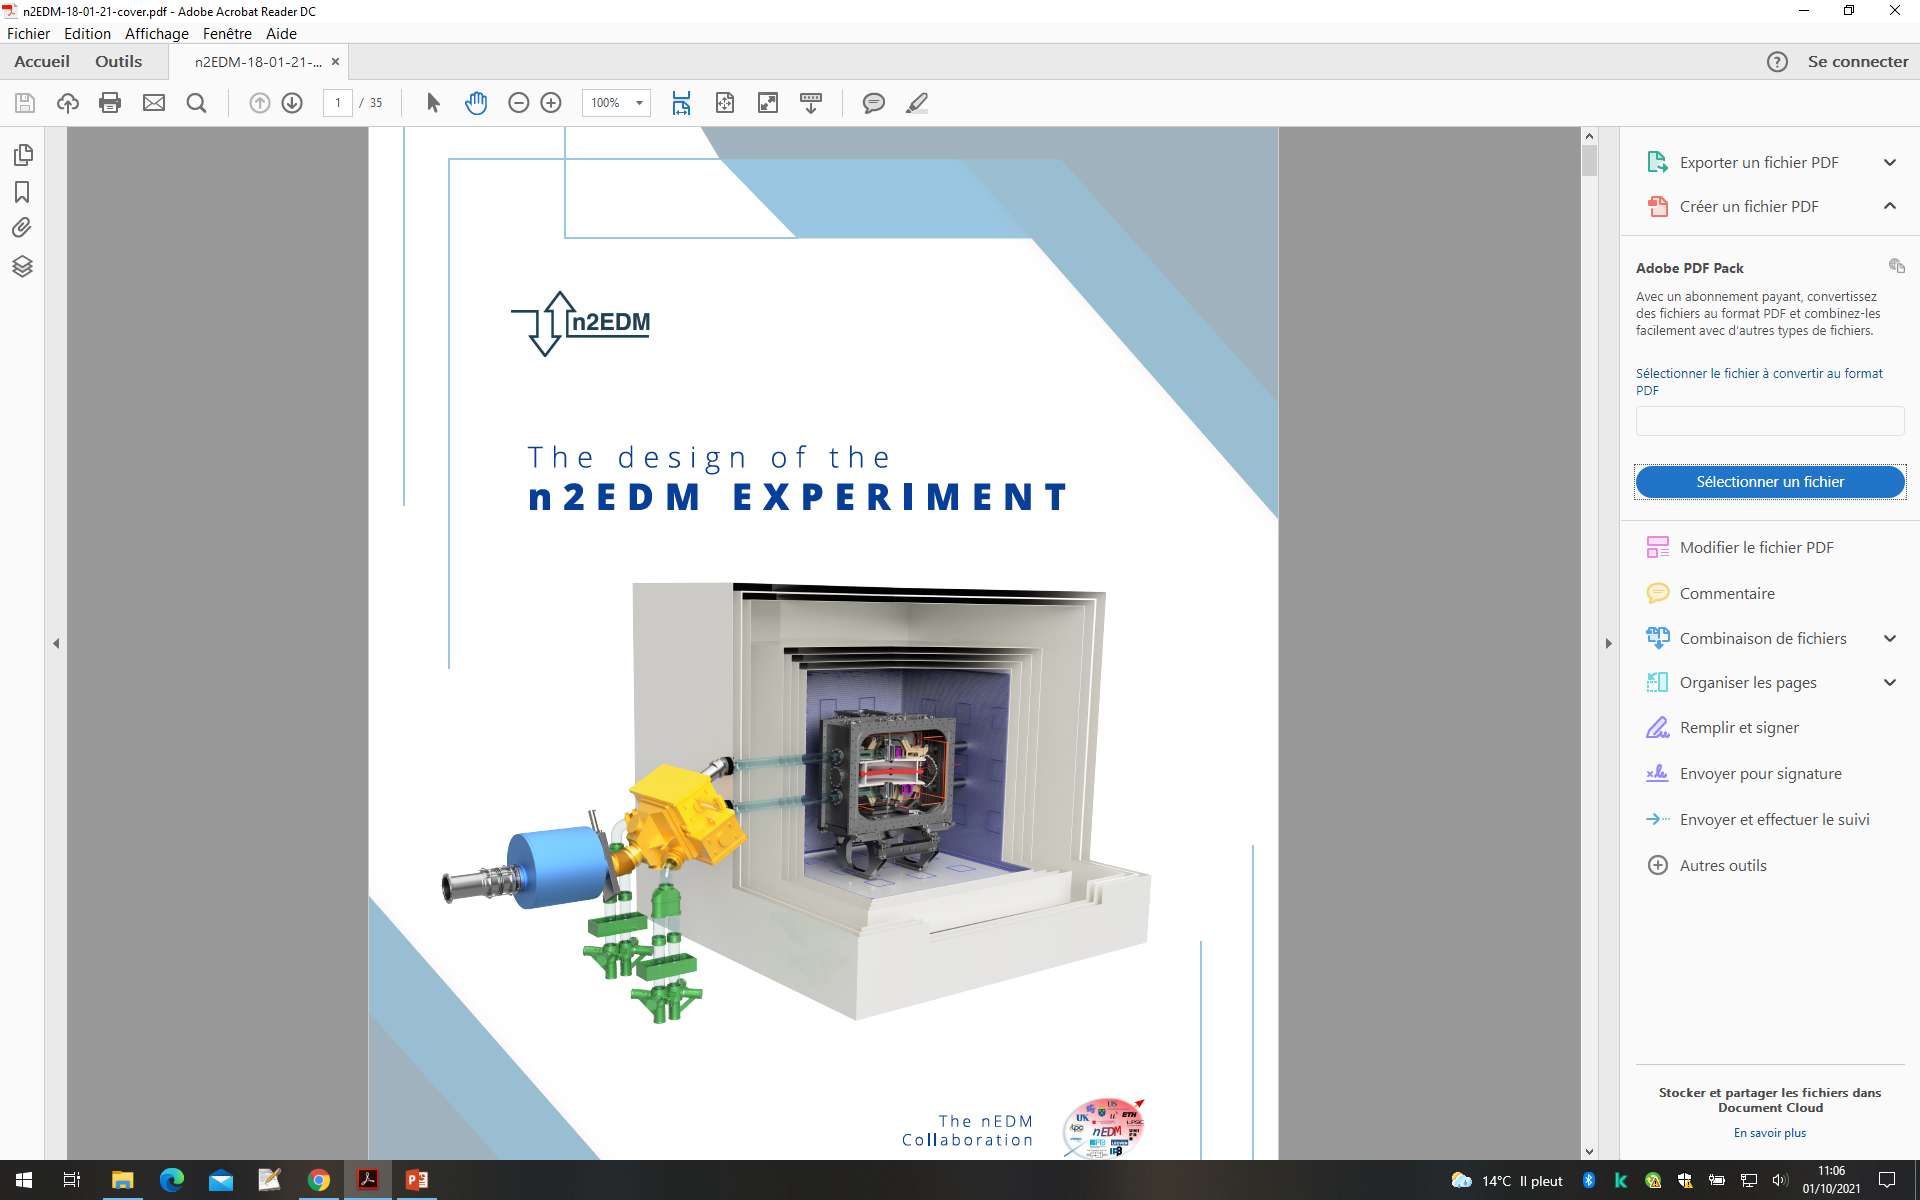 n2EDM-18-01-21-cover.pdf - Adobe Acrobat Reader DC
Fichier Edition Affichage Fenêtre Aide
Accueil Outils n2EDM-18-01-21-... × Se connecter
1 / 35 100%
Exporter un fichier PDF
Créer un fichier PDF
Adobe PDF Pack
Avec un abonnement payant, convertissez
des fichiers au format PDF et combinez-les
facilement avec d'autres types de fichiers.
Sélectionner le fichier à convertir au format
PDF
Sélectionner un fichier
Modifier le fichier PDF
Commentaire
Combinaison de fichiers
Organiser les pages
Remplir et signer
Envoyer pour signature
Envoyer et effectuer le suivi
Autres outils
Stocker et partager les fichiers dans
Document Cloud
En savoir plus
n2EDM
The design of the
n2EDM EXPERIMENT
The nEDM
Collaboration
US
UK
ETH
LPSC
nEDM
14°C Il pleut
11:06
01/10/2021